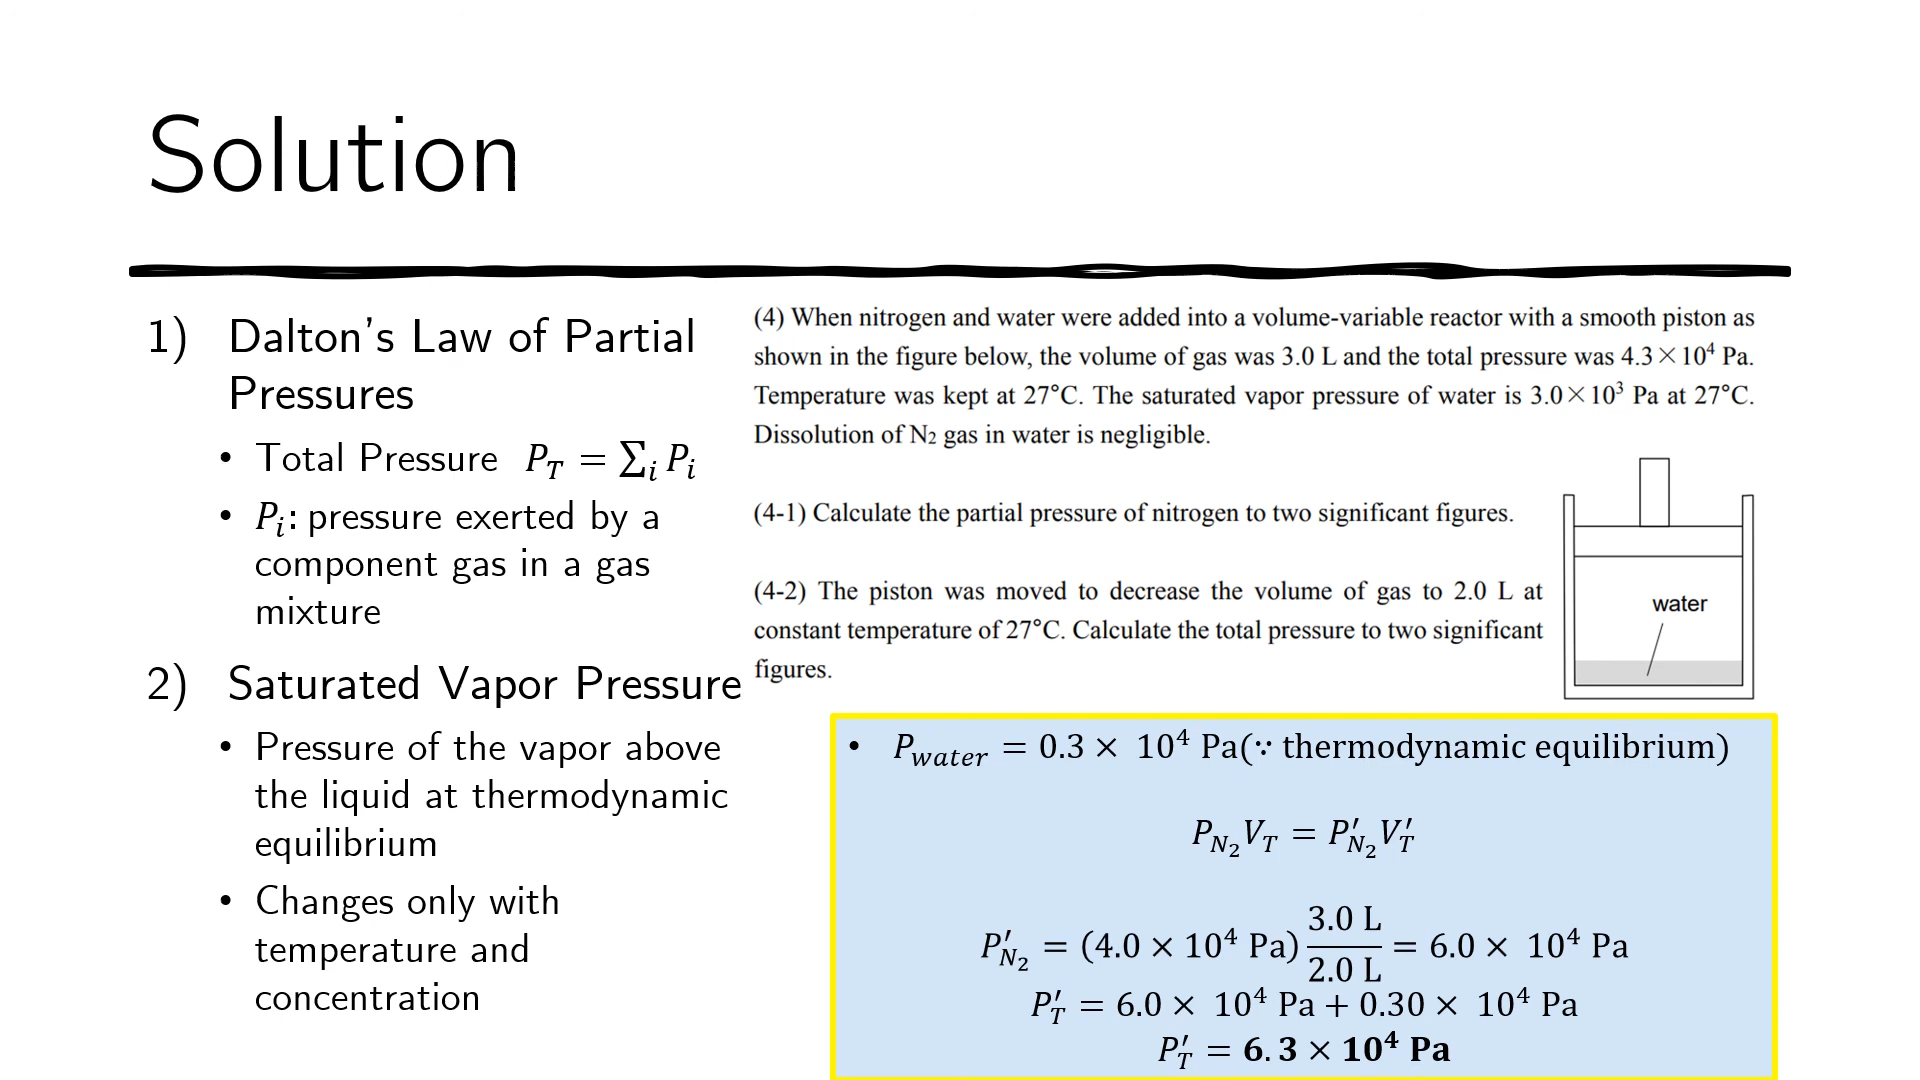 Solution
1) Dalton's Law of Partial
Pressures
• Total Pressure P_T = ∑_i P_i
• P_i: pressure exerted by a
component gas in a gas
mixture
2) Saturated Vapor Pressure
• Pressure of the vapor above
the liquid at thermodynamic
equilibrium
• Changes only with
temperature and
concentration
(4) When nitrogen and water were added into a volume-variable reactor with a smooth piston as
shown in the figure below, the volume of gas was 3.0 L and the total pressure was 4.3×10⁴ Pa.
Temperature was kept at 27°C. The saturated vapor pressure of water is 3.0×10³ Pa at 27°C.
Dissolution of N₂ gas in water is negligible.
(4-1) Calculate the partial pressure of nitrogen to two significant figures.
(4-2) The piston was moved to decrease the volume of gas to 2.0 L at
constant temperature of 27°C. Calculate the total pressure to two significant
figures.
water
• P_water = 0.3 × 10⁴ Pa(∵ thermodynamic equilibrium)
P_N₂ V_T = P′_N₂ V′_T
P′_N₂ = (4.0 × 10⁴ Pa) 3.0 L / 2.0 L = 6.0 × 10⁴ Pa
P′_T = 6.0 × 10⁴ Pa + 0.30 × 10⁴ Pa
P′_T = 6.3 × 10⁴ Pa